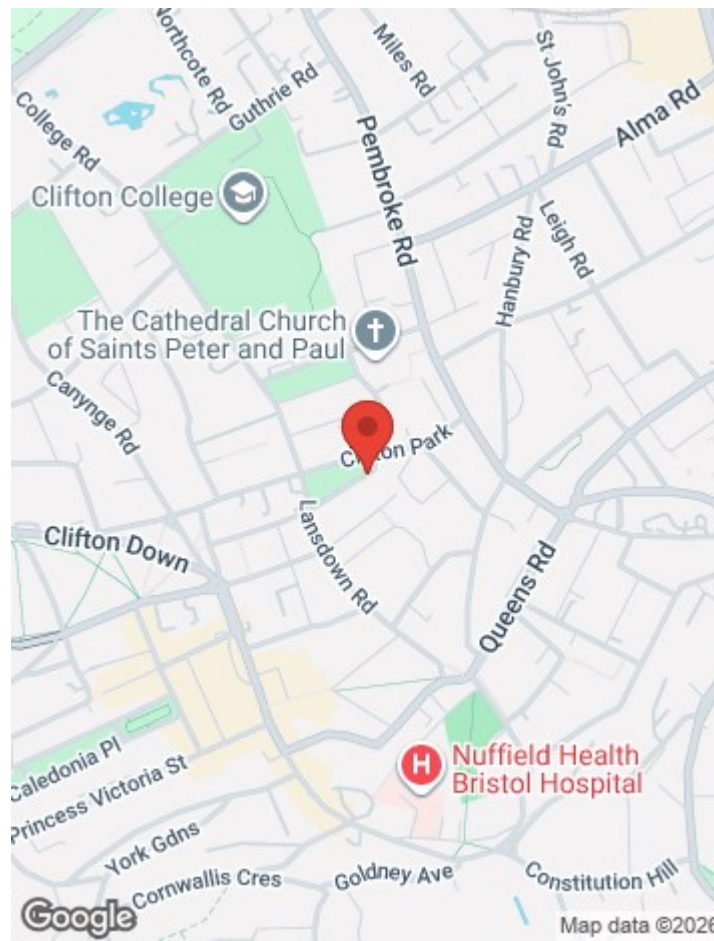 Northcote Rd
Miles Rd
St John's Rd
College Rd
Guthrie Rd
Alma Rd
Pembroke Rd
Clifton College
Leigh Rd
Hanbury Rd
The Cathedral Church
of Saints Peter and Paul
Canynge Rd
Clifton Park
Lansdown Rd
Clifton Down
Queens Rd
Caledonia Pl
Princess Victoria St
H
Nuffield Health
Bristol Hospital
York Gdns
Cornwallis Cres
Goldney Ave
Constitution Hill
Google
Map data ©2026